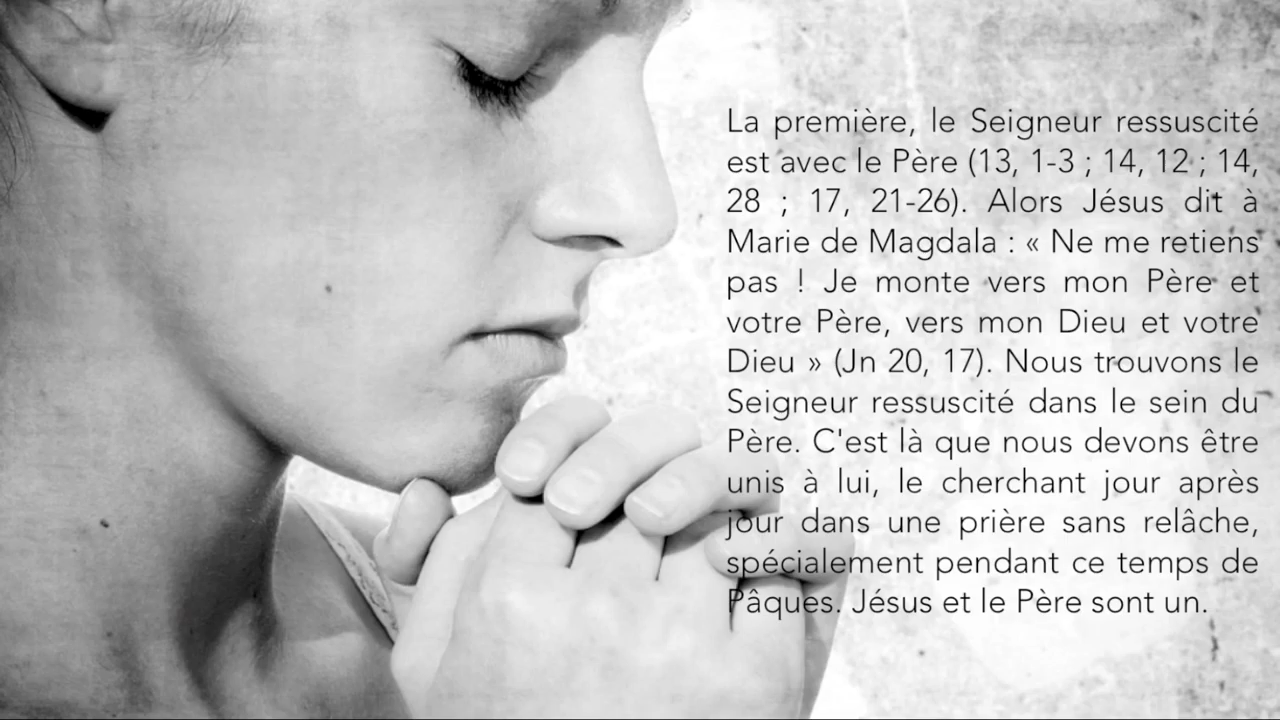 La première, le Seigneur ressuscité
est avec le Père (13, 1-3 ; 14, 12 ; 14,
28 ; 17, 21-26). Alors Jésus dit à
Marie de Magdala : « Ne me retiens
pas ! Je monte vers mon Père et
votre Père, vers mon Dieu et votre
Dieu » (Jn 20, 17). Nous trouvons le
Seigneur ressuscité dans le sein du
Père. C'est là que nous devons être
unis à lui, le cherchant jour après
jour dans une prière sans relâche,
spécialement pendant ce temps de
Pâques. Jésus et le Père sont un.